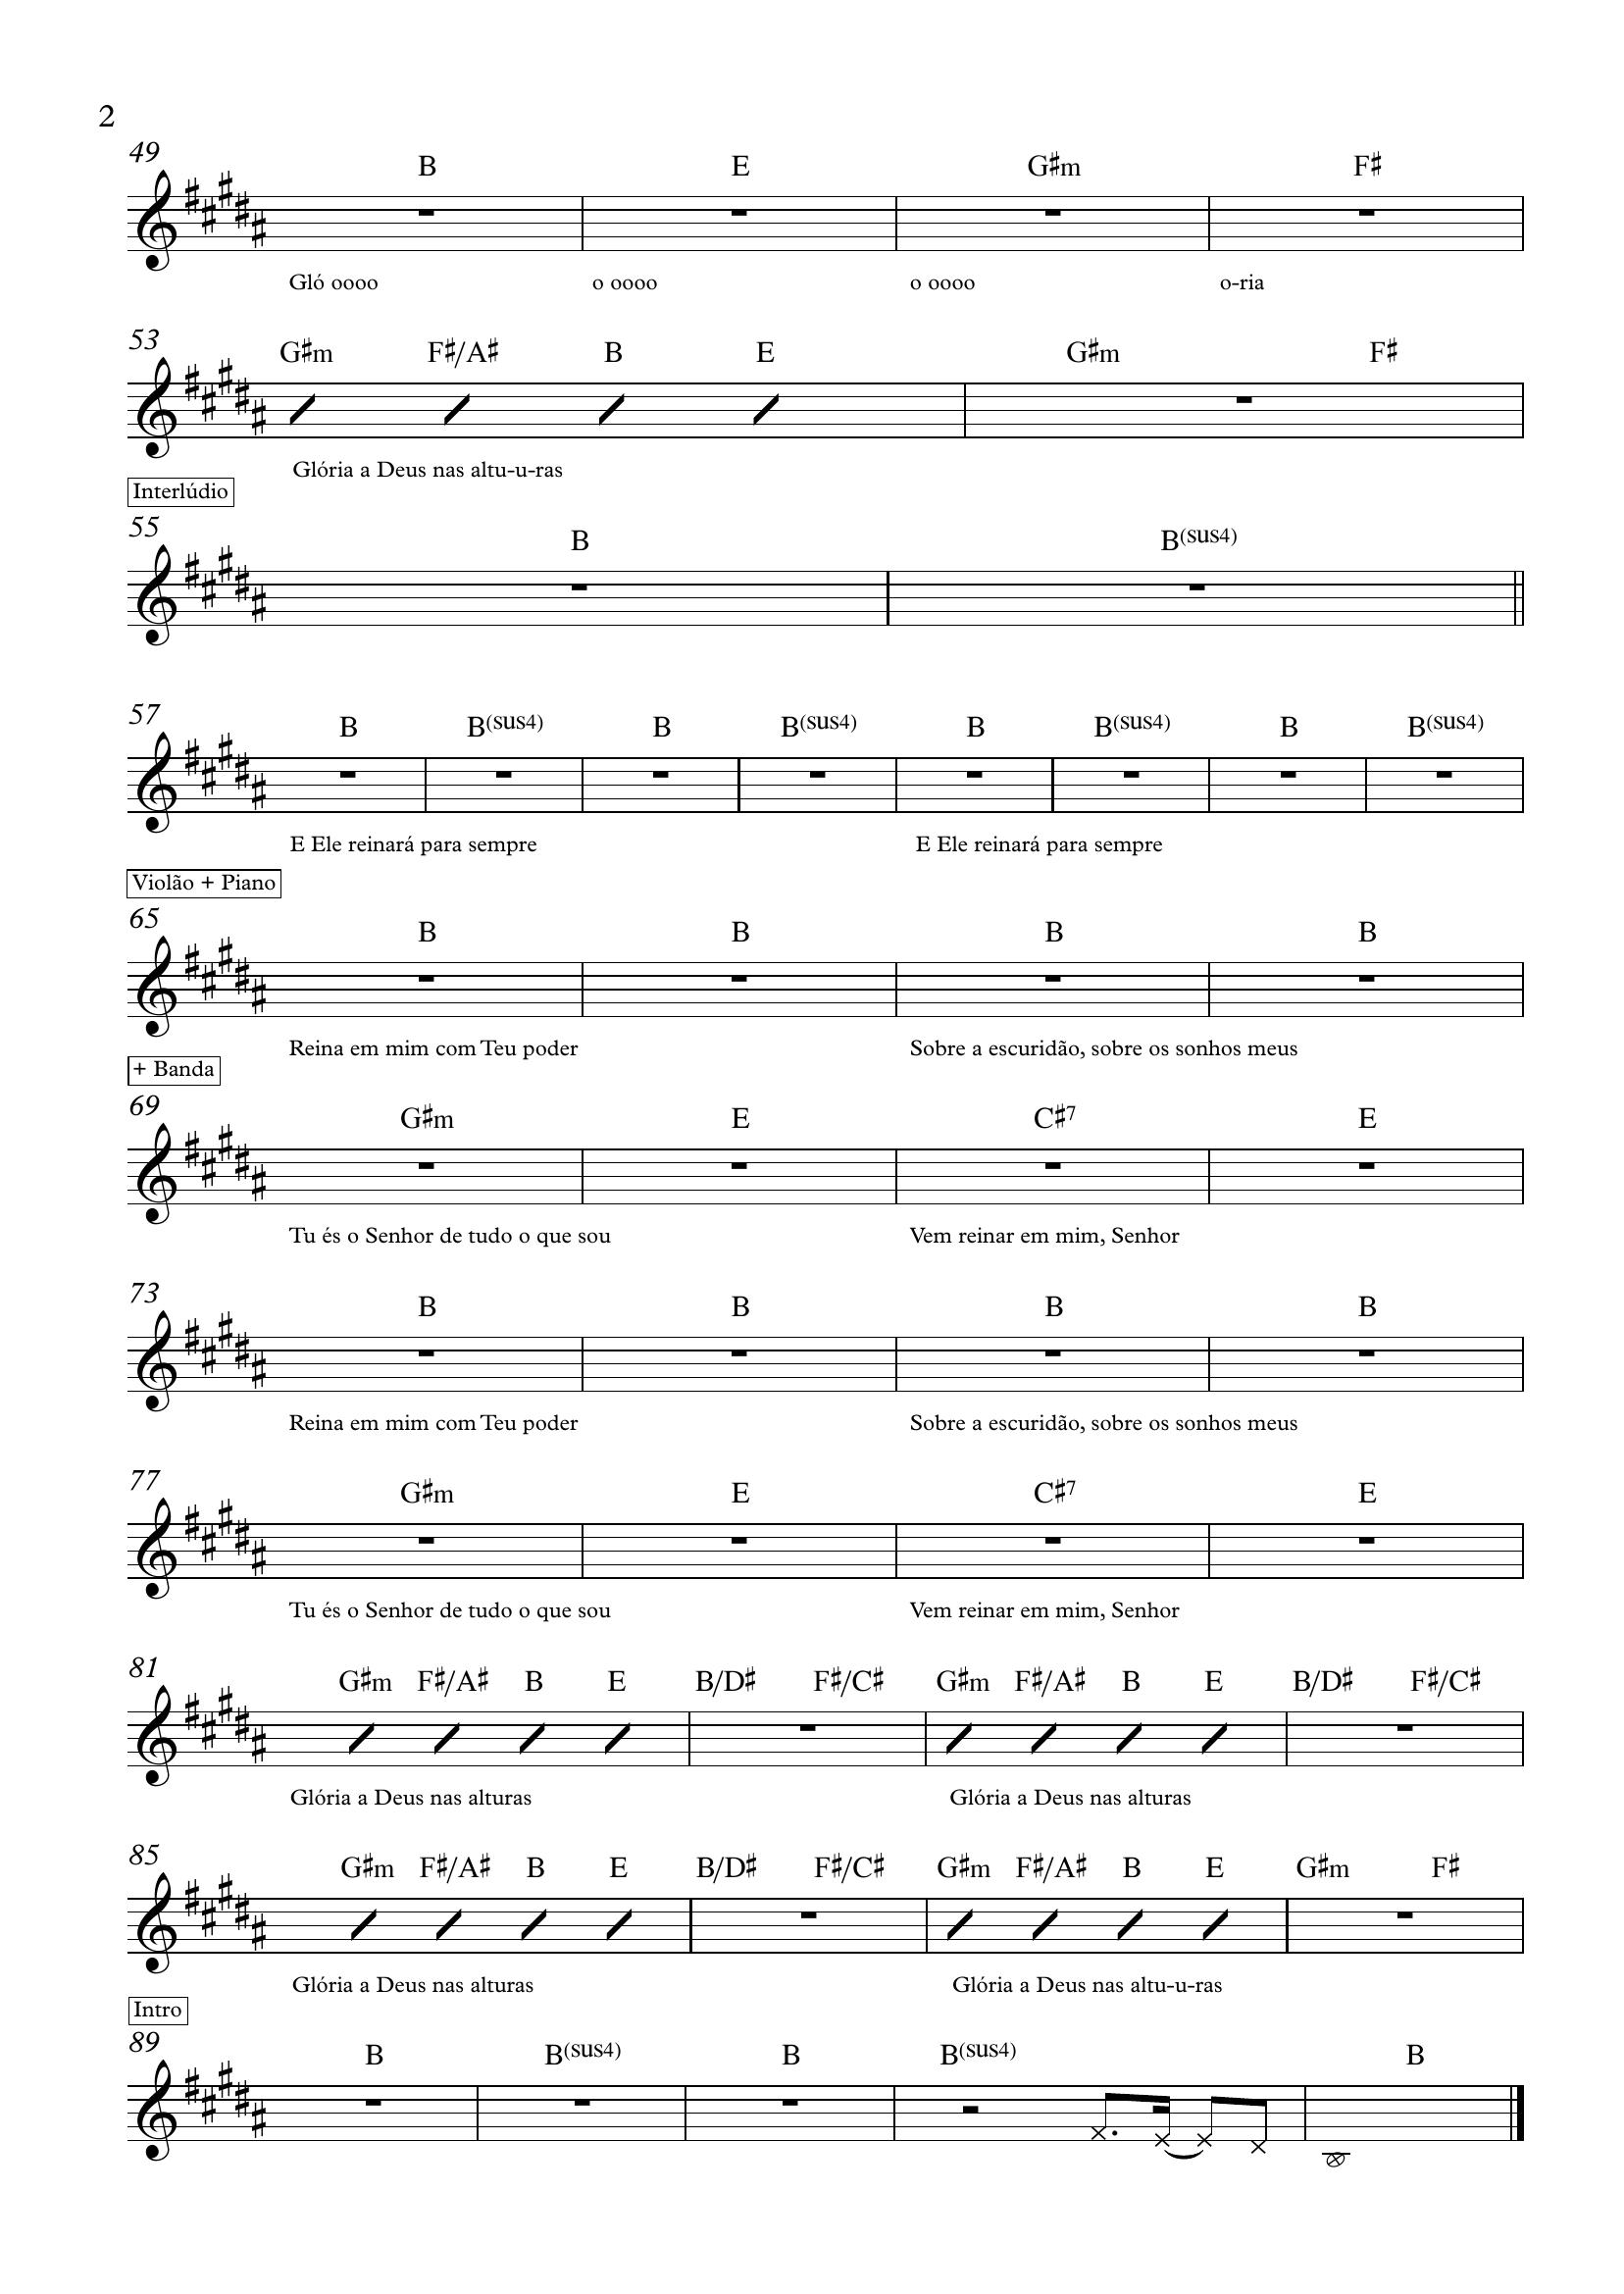 2
49
B E G♯m F♯
Gló oooo o oooo o oooo o-ria
53
G♯m F♯/A♯ B E G♯m F♯
Glória a Deus nas altu-u-ras
Interlúdio
55
B B(sus4)
57
B B(sus4) B B(sus4) B B(sus4) B B(sus4)
E Ele reinará para sempre E Ele reinará para sempre
Violão + Piano
65
B B B B
Reina em mim com Teu poder Sobre a escuridão, sobre os sonhos meus
+ Banda
69
G♯m E C♯7 E
Tu és o Senhor de tudo o que sou Vem reinar em mim, Senhor
73
B B B B
Reina em mim com Teu poder Sobre a escuridão, sobre os sonhos meus
77
G♯m E C♯7 E
Tu és o Senhor de tudo o que sou Vem reinar em mim, Senhor
81
G♯m F♯/A♯ B E B/D♯ F♯/C♯ G♯m F♯/A♯ B E B/D♯ F♯/C♯
Glória a Deus nas alturas Glória a Deus nas alturas
85
G♯m F♯/A♯ B E B/D♯ F♯/C♯ G♯m F♯/A♯ B E G♯m F♯
Glória a Deus nas alturas Glória a Deus nas altu-u-ras
Intro
89
B B(sus4) B B(sus4) B